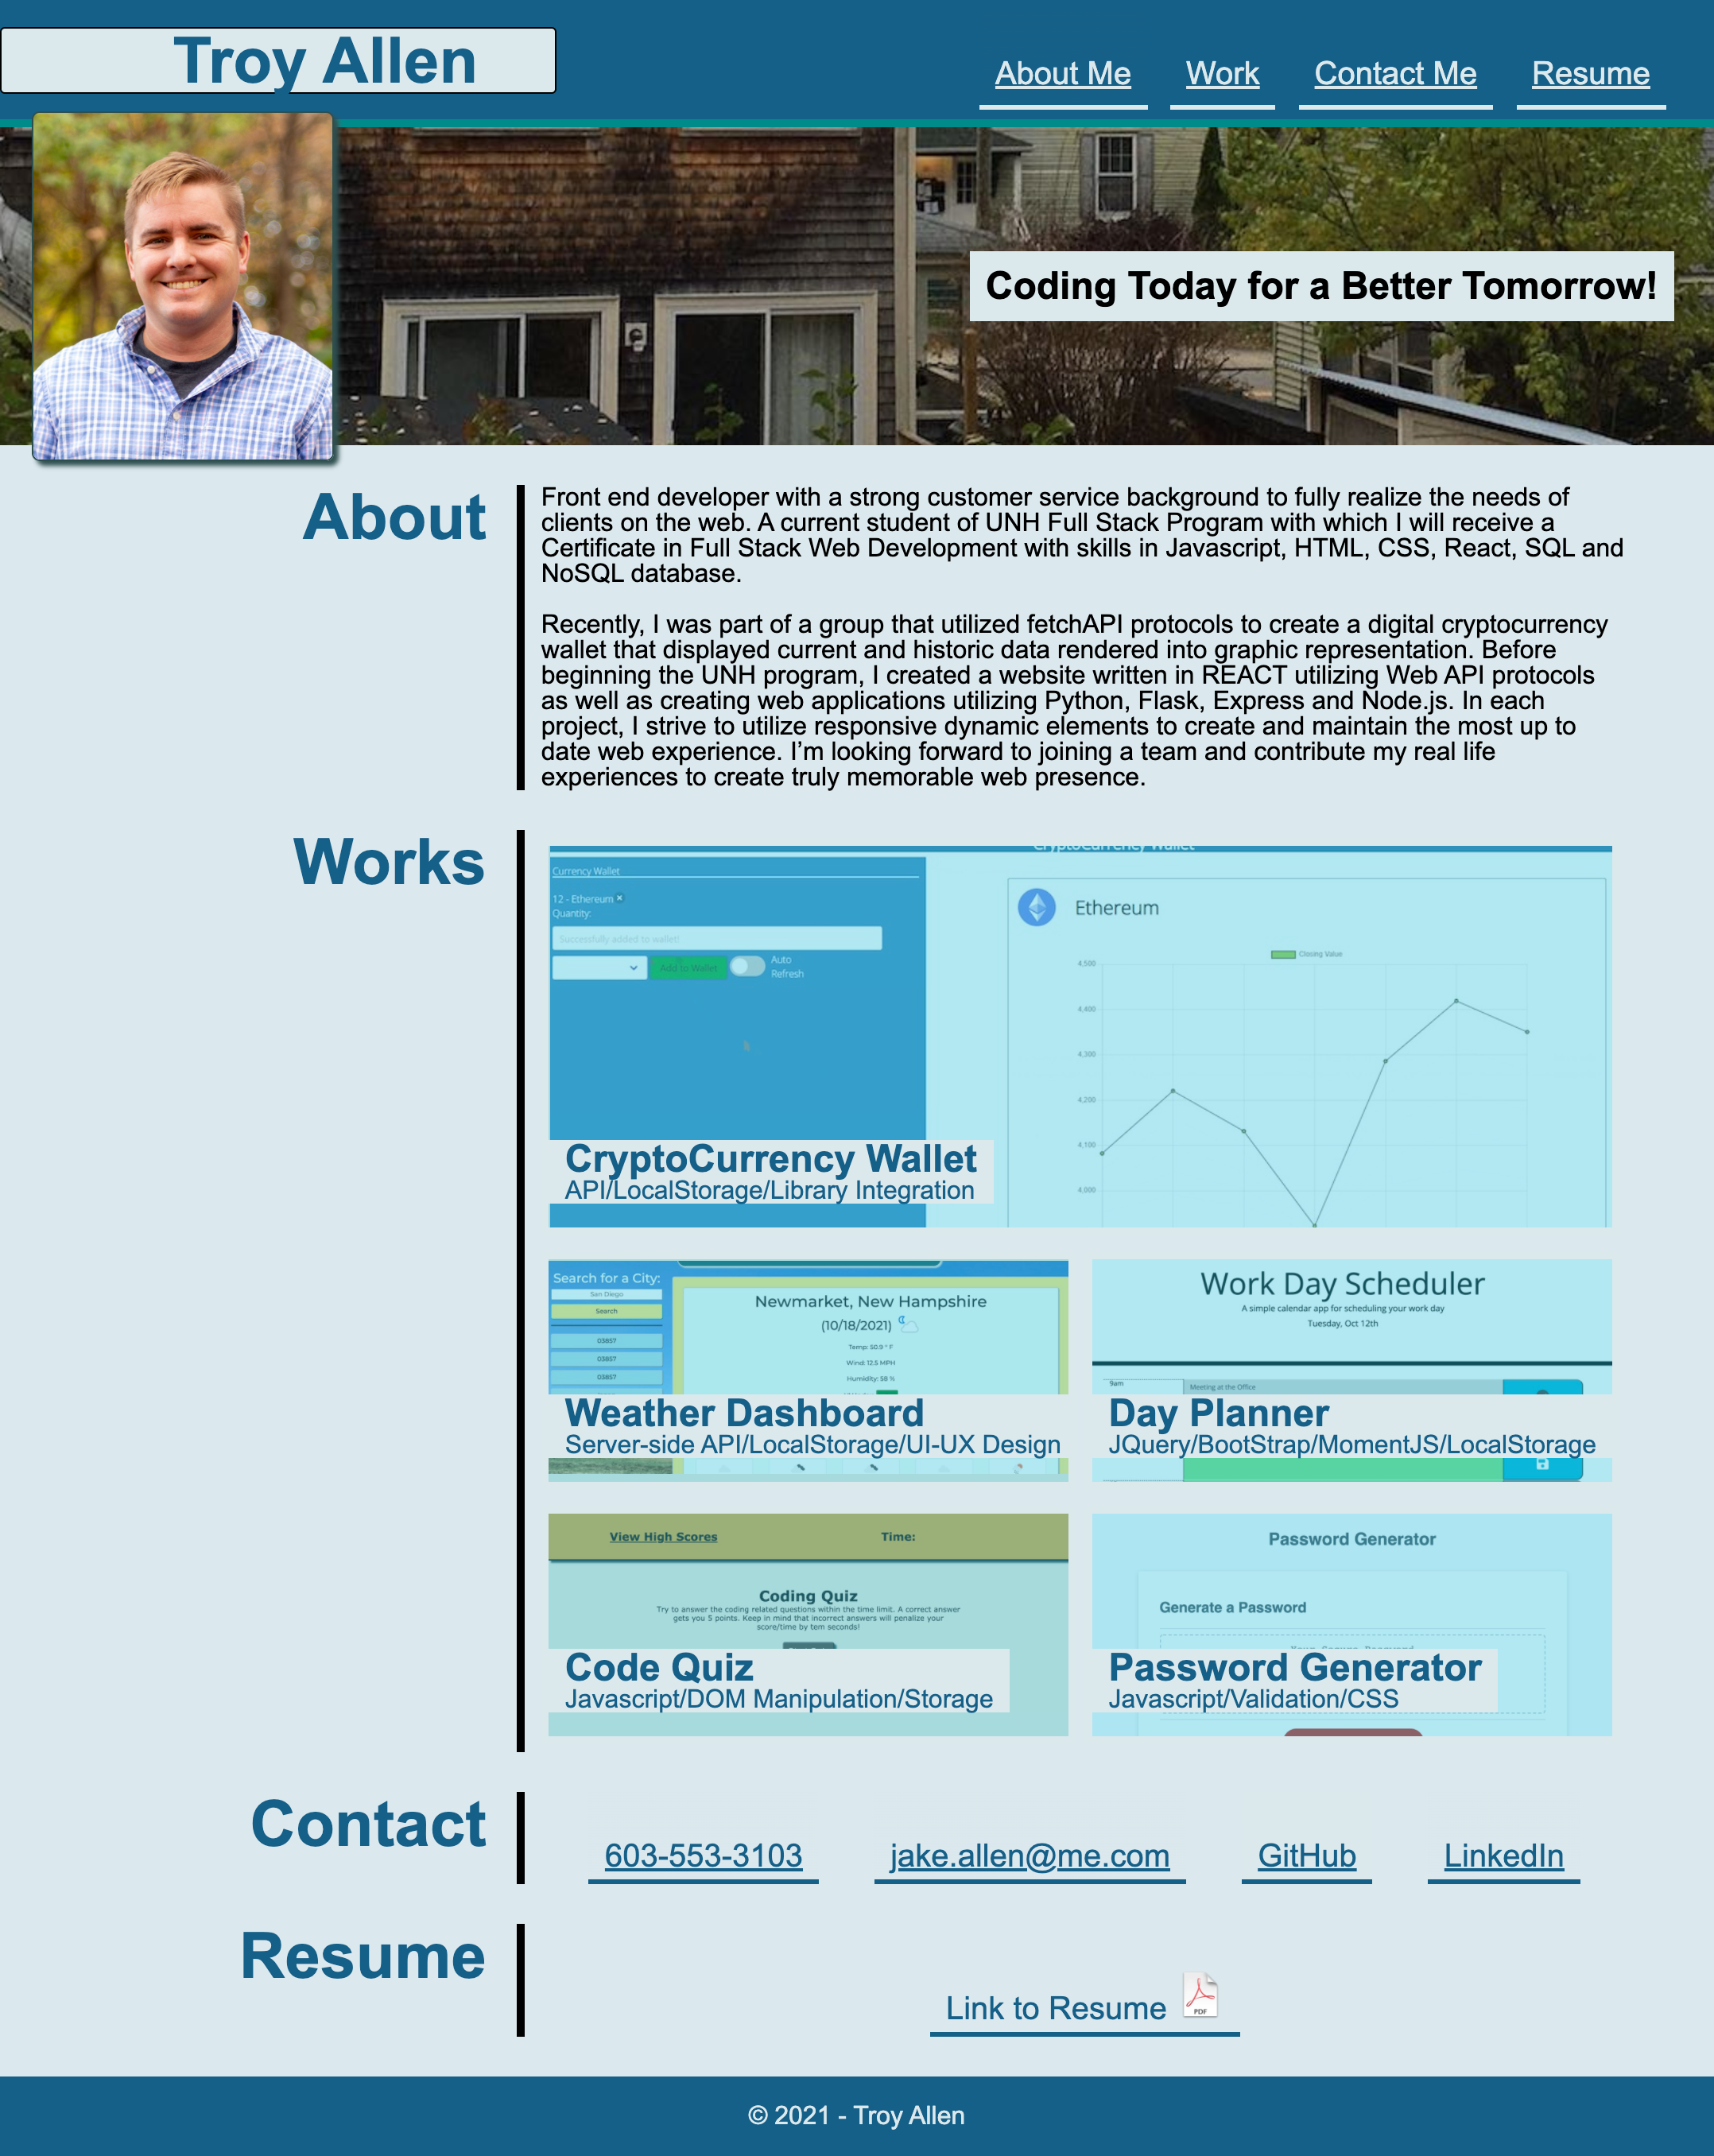 Troy Allen
About Me
Work
Contact Me
Resume
Coding Today for a Better Tomorrow!
About
Front end developer with a strong customer service background to fully realize the needs of
clients on the web. A current student of UNH Full Stack Program with which I will receive a
Certificate in Full Stack Web Development with skills in Javascript, HTML, CSS, React, SQL and
NoSQL database.
Recently, I was part of a group that utilized fetchAPI protocols to create a digital cryptocurrency
wallet that displayed current and historic data rendered into graphic representation. Before
beginning the UNH program, I created a website written in REACT utilizing Web API protocols
as well as creating web applications utilizing Python, Flask, Express and Node.js. In each
project, I strive to utilize responsive dynamic elements to create and maintain the most up to
date web experience. I’m looking forward to joining a team and contribute my real life
experiences to create truly memorable web presence.
Works
CryptoCurrency Wallet
Currency Wallet
12 - Ethereum
Quantity:
Successfully added to wallet!
Add to Wallet
Auto
Refresh
Ethereum
Closing Value
4,500
4,400
4,300
4,200
4,100
4,000
CryptoCurrency Wallet
API/LocalStorage/Library Integration
Search for a City:
San Diego
Search
03857
03857
03857
Newmarket, New Hampshire
(10/18/2021)
Temp: 50.9 ° F
Wind: 12.5 MPH
Humidity: 58 %
Weather Dashboard
Server-side API/LocalStorage/UI-UX Design
Work Day Scheduler
A simple calendar app for scheduling your work day
Tuesday, Oct 12th
9am
Meeting at the Office
Day Planner
JQuery/BootStrap/MomentJS/LocalStorage
View High Scores
Time:
Coding Quiz
Try to answer the coding related questions within the time limit. A correct answer
gets you 5 points. Keep in mind that incorrect answers will penalize your
score/time by tem seconds!
Code Quiz
Javascript/DOM Manipulation/Storage
Password Generator
Generate a Password
Your Secure Password
Password Generator
Javascript/Validation/CSS
Contact
603-553-3103
jake.allen@me.com
GitHub
LinkedIn
Resume
Link to Resume
PDF
© 2021 - Troy Allen